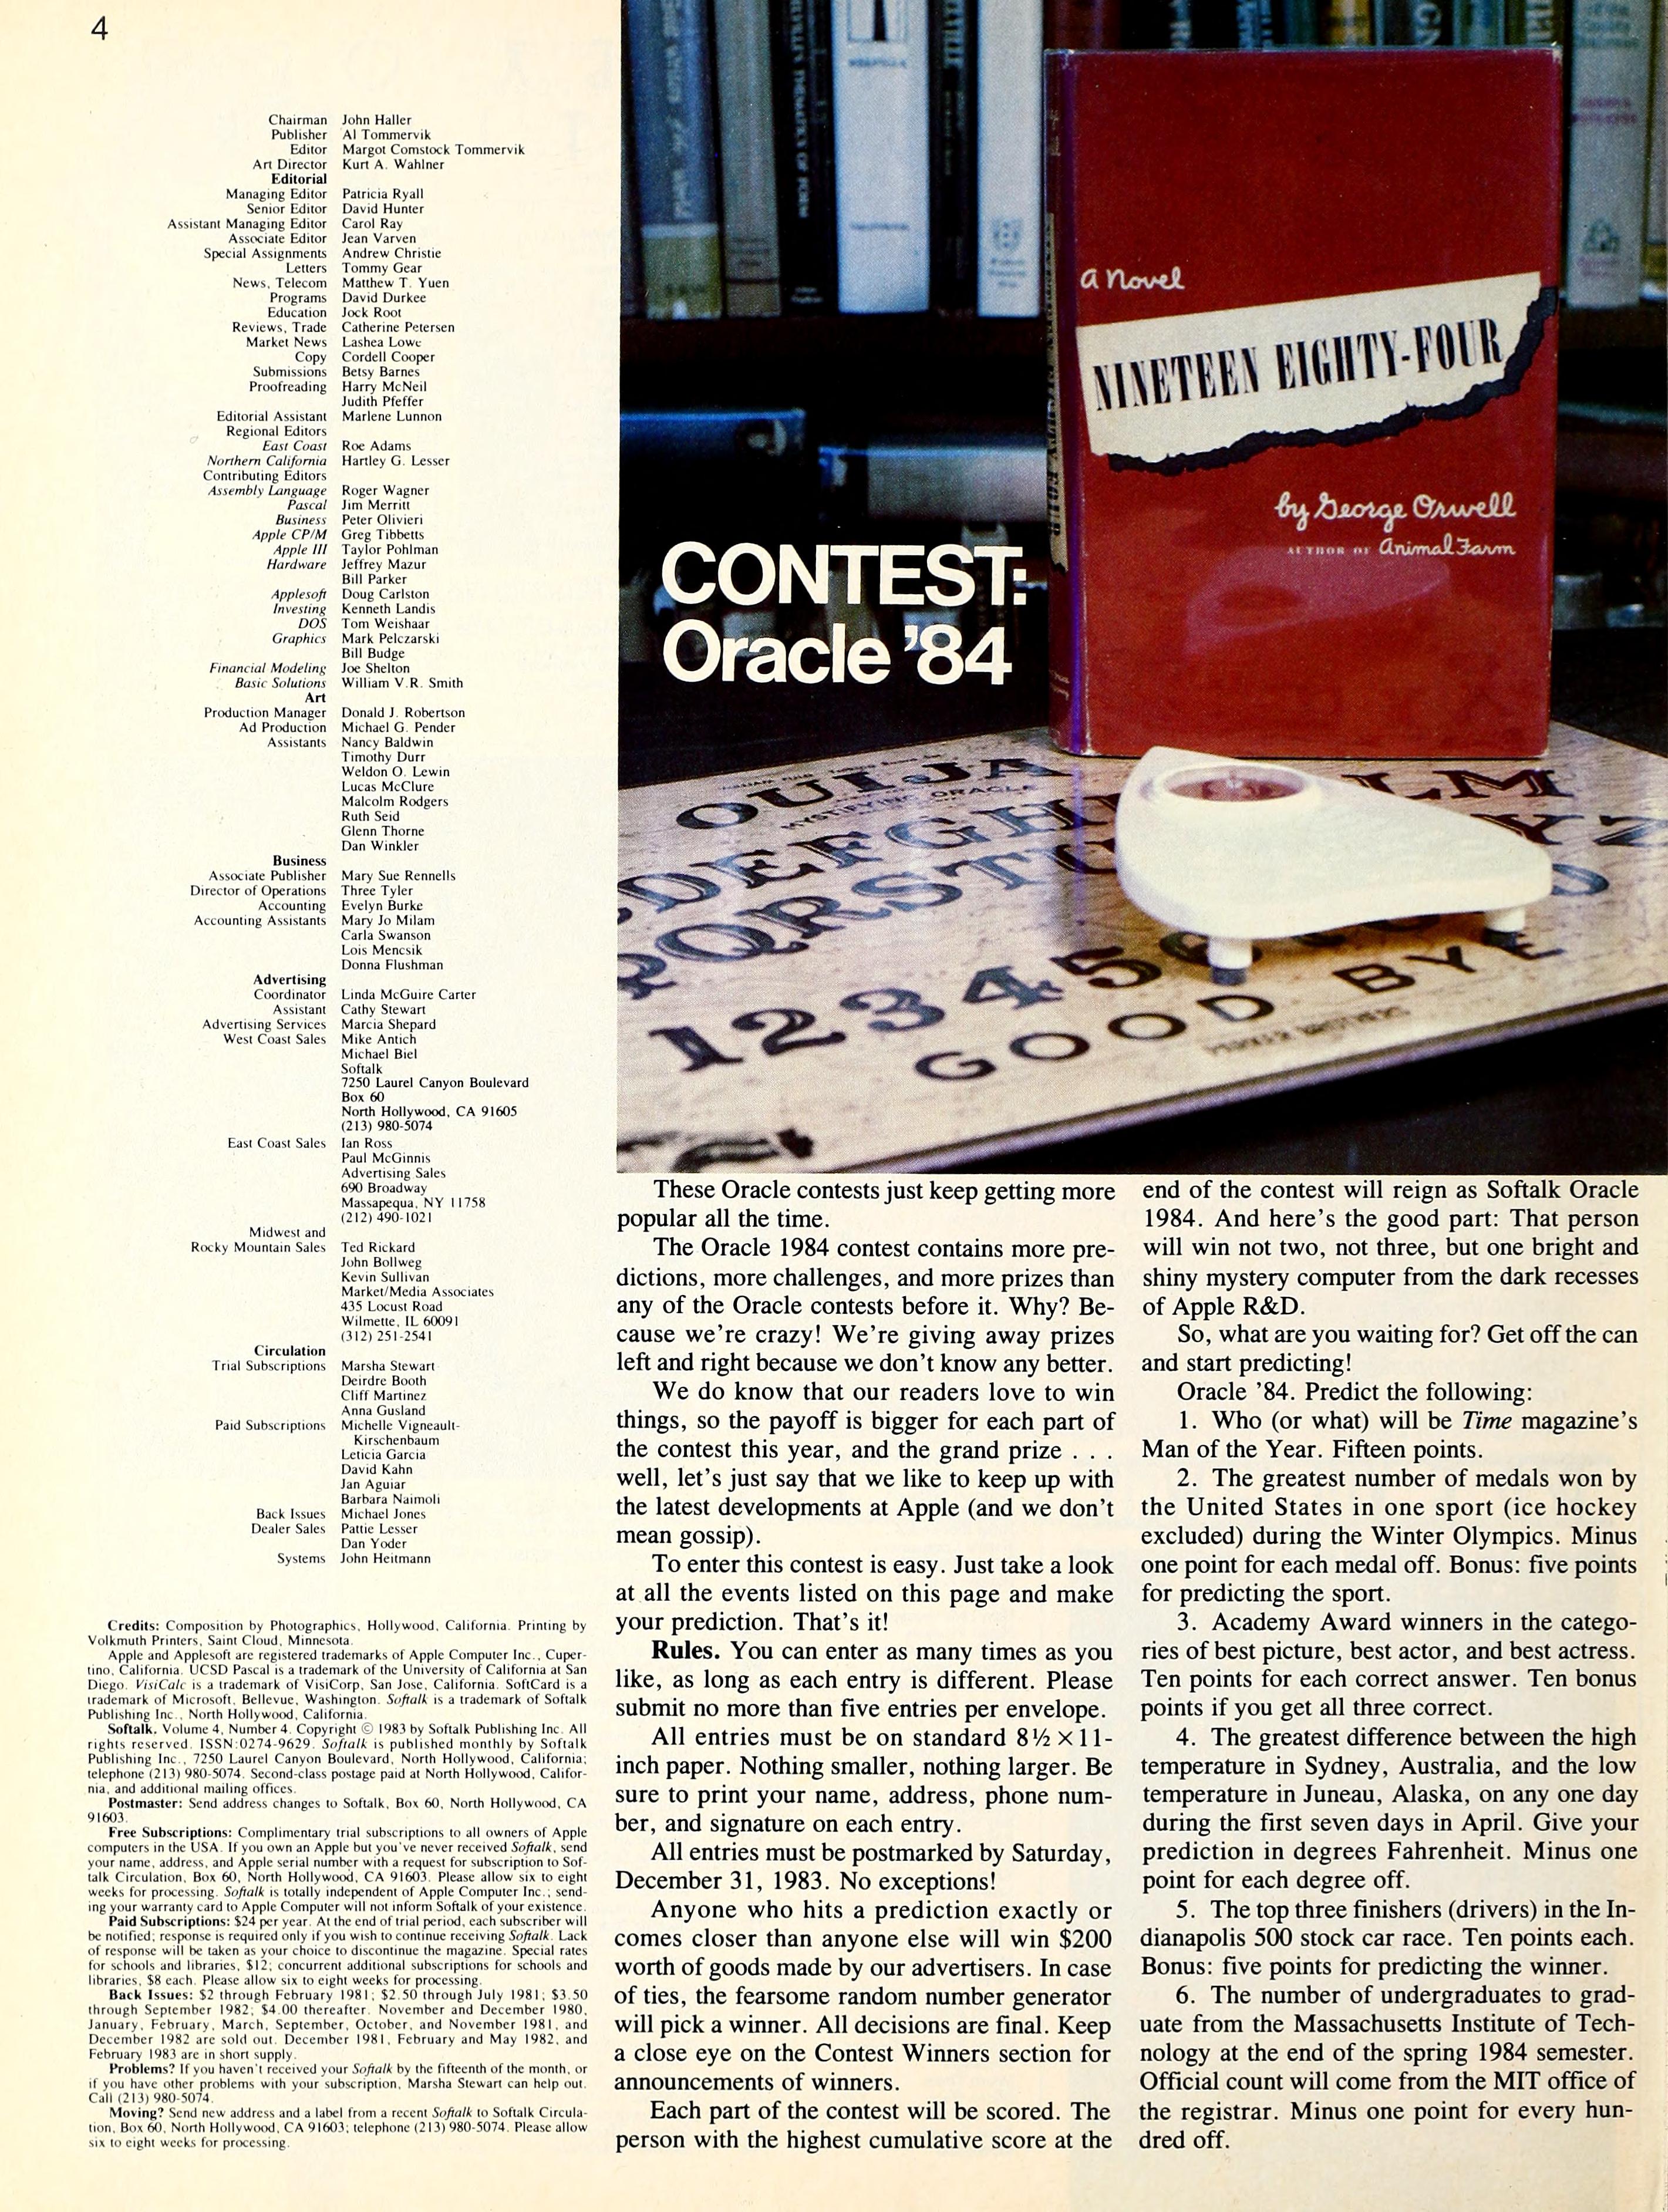 4
Chairman John Haller
Publisher Al Tommervik
Editor Margot Comstock Tommervik
Art Director Kurt A. Wahlner
Editorial
Managing Editor Patricia Ryall
Senior Editor David Hunter
Assistant Managing Editor Carol Ray
Associate Editor Jean Varven
Special Assignments Andrew Christie
Letters Tommy Gear
News, Telecom Matthew T. Yuen
Programs David Durkee
Education Jock Root
Reviews, Trade Catherine Petersen
Market News Lashea Lowe
Copy Cordell Cooper
Submissions Betsy Barnes
Proofreading Harry McNeil
Judith Pfeffer
Editorial Assistant Marlene Lunnon
Regional Editors
East Coast Roe Adams
Northern California Hartley G. Lesser
Contributing Editors
Assembly Language Roger Wagner
Pascal Jim Merritt
Business Peter Olivieri
Apple CP/M Greg Tibbetts
Apple III Taylor Pohlman
Hardware Jeffrey Mazur
Bill Parker
Applesoft Doug Carlston
Investing Kenneth Landis
DOS Tom Weishaar
Graphics Mark Pelczarski
Bill Budge
Financial Modeling Joe Shelton
Basic Solutions William V.R. Smith
Art
Production Manager Donald J. Robertson
Ad Production Michael G. Pender
Assistants Nancy Baldwin
Timothy Durr
Weldon O. Lewin
Lucas McClure
Malcolm Rodgers
Ruth Seid
Glenn Thorne
Dan Winkler
Business
Associate Publisher Mary Sue Rennells
Director of Operations Three Tyler
Accounting Evelyn Burke
Accounting Assistants Mary Jo Milam
Carla Swanson
Lois Mencsik
Donna Flushman
Advertising
Coordinator Linda McGuire Carter
Assistant Cathy Stewart
Advertising Services Marcia Shepard
West Coast Sales Mike Antich
Michael Biel
Softalk
7250 Laurel Canyon Boulevard
Box 60
North Hollywood, CA 91605
(213) 980-5074
East Coast Sales Ian Ross
Paul McGinnis
Advertising Sales
690 Broadway
Massapequa, NY 11758
(212) 490-1021
Midwest and
Rocky Mountain Sales Ted Rickard
John Bollweg
Kevin Sullivan
Market/Media Associates
435 Locust Road
Wilmette, IL 60091
(312) 251-2541
Circulation
Trial Subscriptions Marsha Stewart
Deirdre Booth
Cliff Martinez
Anna Gusland
Paid Subscriptions Michelle Vigneault-
Kirschenbaum
Leticia Garcia
David Kahn
Jan Aguiar
Barbara Naimoli
Back Issues Michael Jones
Dealer Sales Pattie Lesser
Dan Yoder
Systems John Heitmann
Credits: Composition by Photographics, Hollywood, California. Printing by
Volkmuth Printers, Saint Cloud, Minnesota.
Apple and Applesoft are registered trademarks of Apple Computer Inc., Cuper-
tino, California. UCSD Pascal is a trademark of the University of California at San
Diego. VisiCalc is a trademark of VisiCorp, San Jose, California. SoftCard is a
trademark of Microsoft, Bellevue, Washington. Softalk is a trademark of Softalk
Publishing Inc., North Hollywood, California.
Softalk. Volume 4, Number 4. Copyright © 1983 by Softalk Publishing Inc. All
rights reserved. ISSN:0274-9629. Softalk is published monthly by Softalk
Publishing Inc., 7250 Laurel Canyon Boulevard, North Hollywood, California;
telephone (213) 980-5074. Second-class postage paid at North Hollywood, Califor-
nia, and additional mailing offices.
Postmaster: Send address changes to Softalk, Box 60, North Hollywood, CA
91603.
Free Subscriptions: Complimentary trial subscriptions to all owners of Apple
computers in the USA. If you own an Apple but you've never received Softalk, send
your name, address, and Apple serial number with a request for subscription to Sof-
talk Circulation, Box 60, North Hollywood, CA 91603. Please allow six to eight
weeks for processing. Softalk is totally independent of Apple Computer Inc.; send-
ing your warranty card to Apple Computer will not inform Softalk of your existence.
Paid Subscriptions: $24 per year. At the end of trial period, each subscriber will
be notified; response is required only if you wish to continue receiving Softalk. Lack
of response will be taken as your choice to discontinue the magazine. Special rates
for schools and libraries, $12; concurrent additional subscriptions for schools and
libraries, $8 each. Please allow six to eight weeks for processing.
Back Issues: $2 through February 1981; $2.50 through July 1981; $3.50
through September 1982; $4.00 thereafter. November and December 1980,
January, February, March, September, October, and November 1981, and
December 1982 are sold out. December 1981, February and May 1982, and
February 1983 are in short supply.
Problems? If you haven't received your Softalk by the fifteenth of the month, or
if you have other problems with your subscription, Marsha Stewart can help out.
Call (213) 980-5074.
Moving? Send new address and a label from a recent Softalk to Softalk Circula-
tion, Box 60, North Hollywood, CA 91603; telephone (213) 980-5074. Please allow
six to eight weeks for processing.
a Novel
NINETEEN EIGHTY-FOUR
by George Orwell
AUTHOR OF Animal Farm
CONTEST:
Oracle '84
OUIJA
MYSTIFYING ORACLE
DEFGHI LM
PQRST YZ
1 2 3 4 5 6
GOOD BYE
PARKER BROTHERS
These Oracle contests just keep getting more
popular all the time.
The Oracle 1984 contest contains more pre-
dictions, more challenges, and more prizes than
any of the Oracle contests before it. Why? Be-
cause we're crazy! We're giving away prizes
left and right because we don't know any better.
We do know that our readers love to win
things, so the payoff is bigger for each part of
the contest this year, and the grand prize . . .
well, let's just say that we like to keep up with
the latest developments at Apple (and we don't
mean gossip).
To enter this contest is easy. Just take a look
at all the events listed on this page and make
your prediction. That's it!
Rules. You can enter as many times as you
like, as long as each entry is different. Please
submit no more than five entries per envelope.
All entries must be on standard 8½ × 11-
inch paper. Nothing smaller, nothing larger. Be
sure to print your name, address, phone num-
ber, and signature on each entry.
All entries must be postmarked by Saturday,
December 31, 1983. No exceptions!
Anyone who hits a prediction exactly or
comes closer than anyone else will win $200
worth of goods made by our advertisers. In case
of ties, the fearsome random number generator
will pick a winner. All decisions are final. Keep
a close eye on the Contest Winners section for
announcements of winners.
Each part of the contest will be scored. The
person with the highest cumulative score at the
end of the contest will reign as Softalk Oracle
1984. And here's the good part: That person
will win not two, not three, but one bright and
shiny mystery computer from the dark recesses
of Apple R&D.
So, what are you waiting for? Get off the can
and start predicting!
Oracle '84. Predict the following:
1. Who (or what) will be Time magazine's
Man of the Year. Fifteen points.
2. The greatest number of medals won by
the United States in one sport (ice hockey
excluded) during the Winter Olympics. Minus
one point for each medal off. Bonus: five points
for predicting the sport.
3. Academy Award winners in the catego-
ries of best picture, best actor, and best actress.
Ten points for each correct answer. Ten bonus
points if you get all three correct.
4. The greatest difference between the high
temperature in Sydney, Australia, and the low
temperature in Juneau, Alaska, on any one day
during the first seven days in April. Give your
prediction in degrees Fahrenheit. Minus one
point for each degree off.
5. The top three finishers (drivers) in the In-
dianapolis 500 stock car race. Ten points each.
Bonus: five points for predicting the winner.
6. The number of undergraduates to grad-
uate from the Massachusetts Institute of Tech-
nology at the end of the spring 1984 semester.
Official count will come from the MIT office of
the registrar. Minus one point for every hun-
dred off.